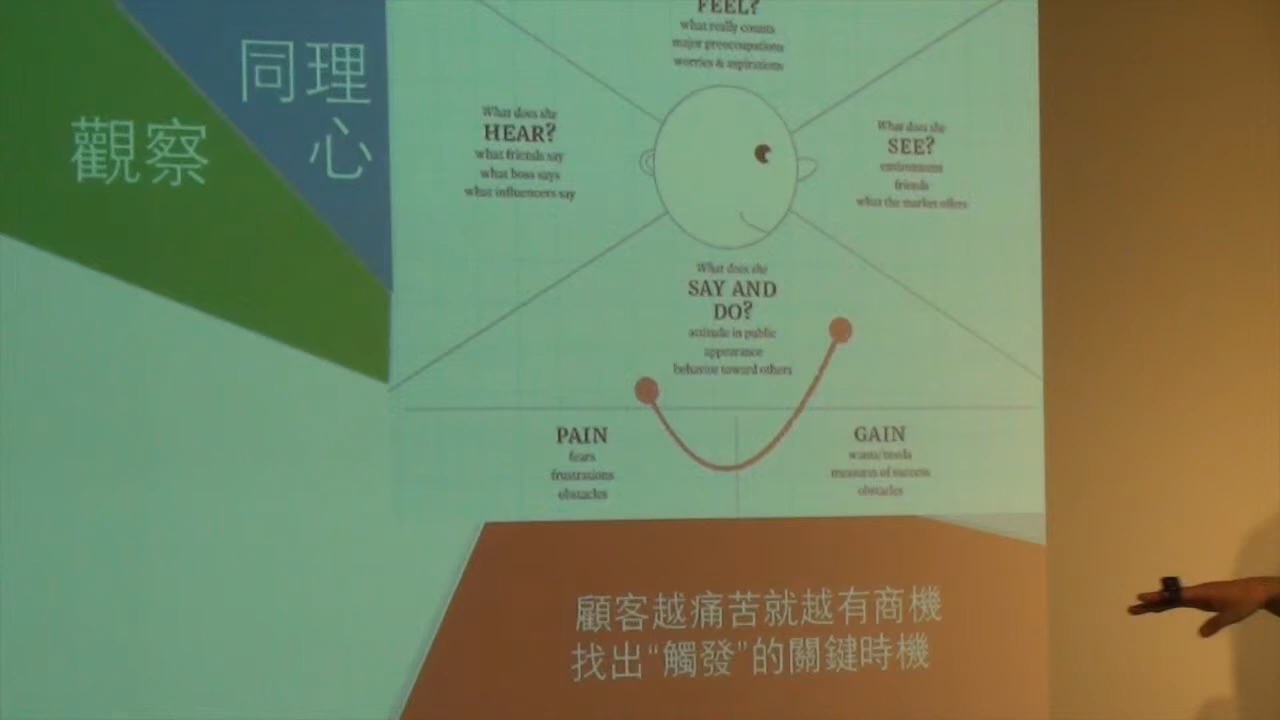 同理
心
觀察
FEEL?
what really counts
major preoccupations
worries & aspirations
What does she
HEAR?
what friends say
what boss says
what influencers say
What does she
SEE?
environment
friends
what the market offers
What does she
SAY AND
DO?
attitude in public
appearance
behavior toward others
PAIN
fears
frustrations
obstacles
GAIN
wants/needs
measures of success
obstacles
顧客越痛苦就越有商機
找出“觸發”的關鍵時機